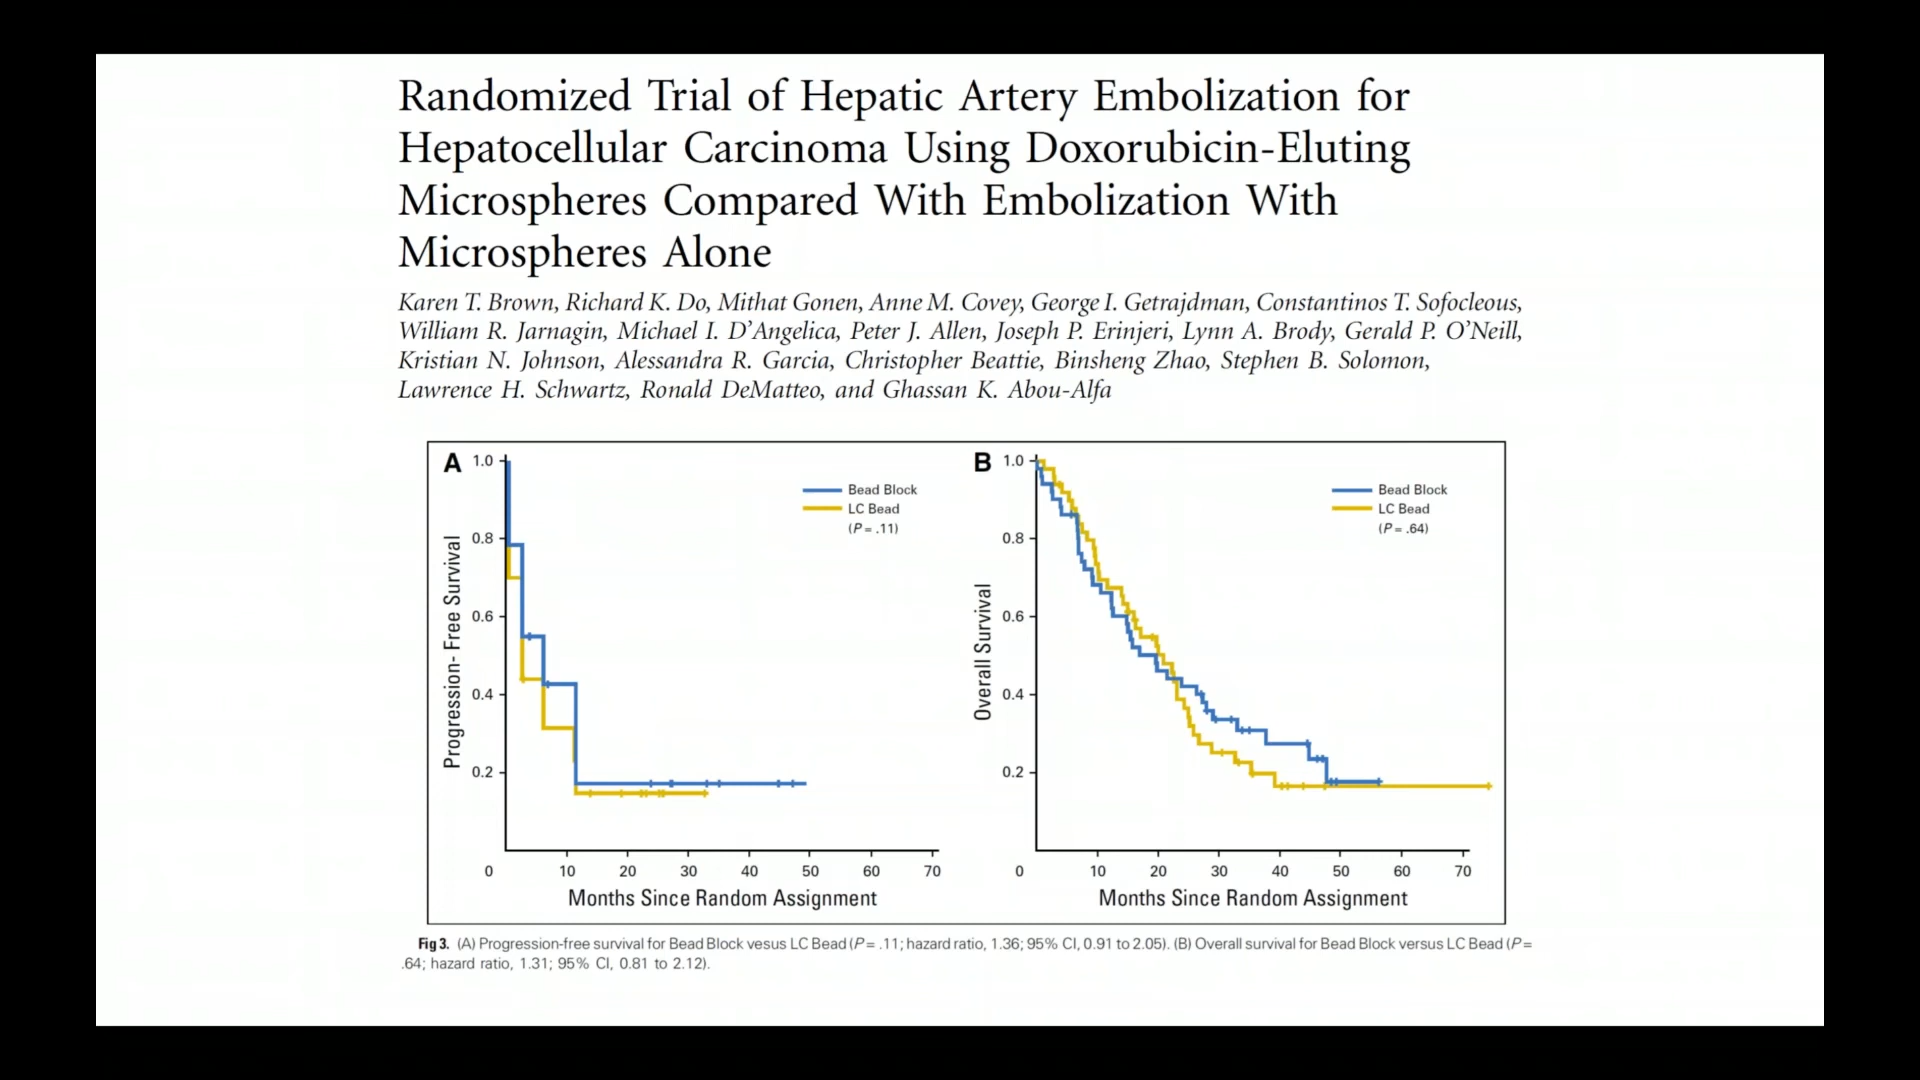 Randomized Trial of Hepatic Artery Embolization for
Hepatocellular Carcinoma Using Doxorubicin-Eluting
Microspheres Compared With Embolization With
Microspheres Alone
Karen T. Brown, Richard K. Do, Mithat Gonen, Anne M. Covey, George I. Getrajdman, Constantinos T. Sofocleous,
William R. Jarnagin, Michael I. D’Angelica, Peter J. Allen, Joseph P. Erinjeri, Lynn A. Brody, Gerald P. O’Neill,
Kristian N. Johnson, Alessandra R. Garcia, Christopher Beattie, Binsheng Zhao, Stephen B. Solomon,
Lawrence H. Schwartz, Ronald DeMatteo, and Ghassan K. Abou-Alfa
A
1.0
0.8
0.6
0.4
0.2
Progression- Free Survival
Bead Block
LC Bead
(P = .11)
0 10 20 30 40 50 60 70
Months Since Random Assignment
B
1.0
0.8
0.6
0.4
0.2
Overall Survival
Bead Block
LC Bead
(P = .64)
0 10 20 30 40 50 60 70
Months Since Random Assignment
Fig 3. (A) Progression-free survival for Bead Block vesus LC Bead (P = .11; hazard ratio, 1.36; 95% CI, 0.91 to 2.05). (B) Overall survival for Bead Block versus LC Bead (P =
.64; hazard ratio, 1.31; 95% CI, 0.81 to 2.12).